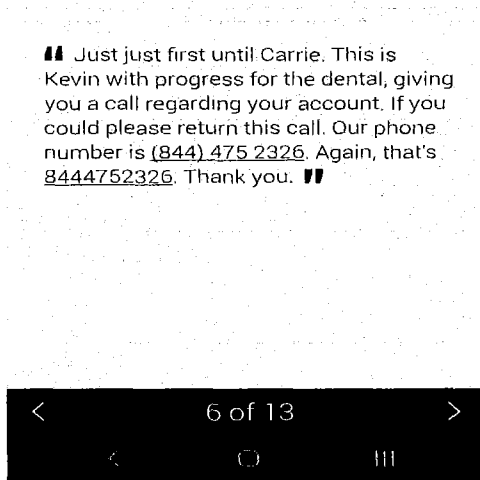 " Just just first until Carrie. This is
Kevin with progress for the dental, giving
you a call regarding your account. If you
could please return this call. Our phone
number is (844) 475 2326. Again, that's
8444752326. Thank you. "
< 6 of 13 >